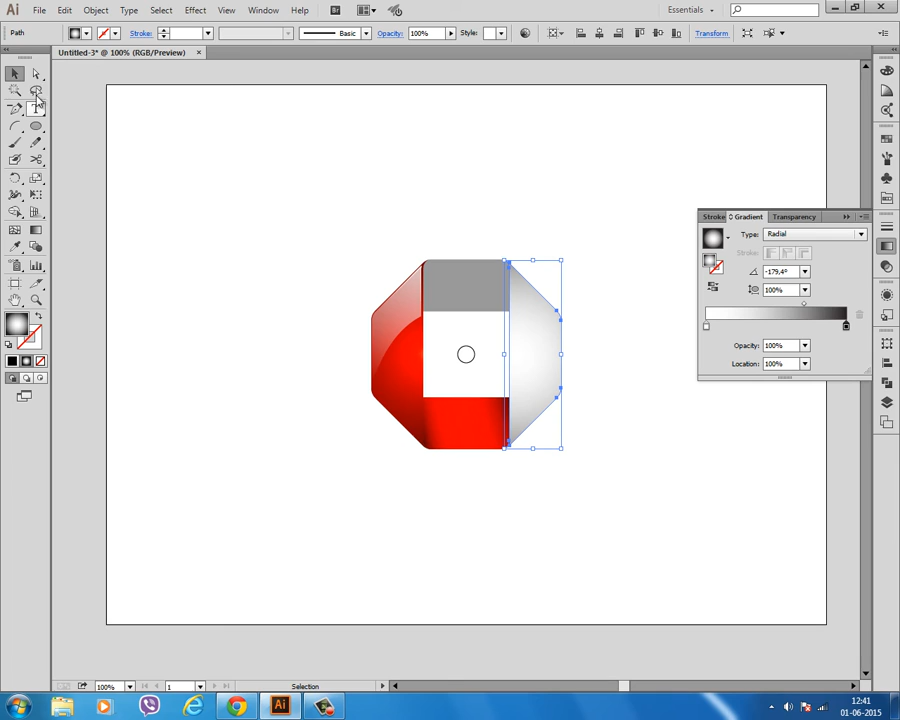 Ai File Edit Object Type Select Effect View Window Help Br Essentials
Path Stroke: Basic Opacity: 100% Style: Transform
Untitled-3* @ 100% (RGB/Preview) ×
Stroke Gradient Transparency
Type: Radial
Stroke:
-179,4°
100%
Opacity: 100%
Location: 100%
T
100% 1 Selection
Ai 12:41
01-06-2015